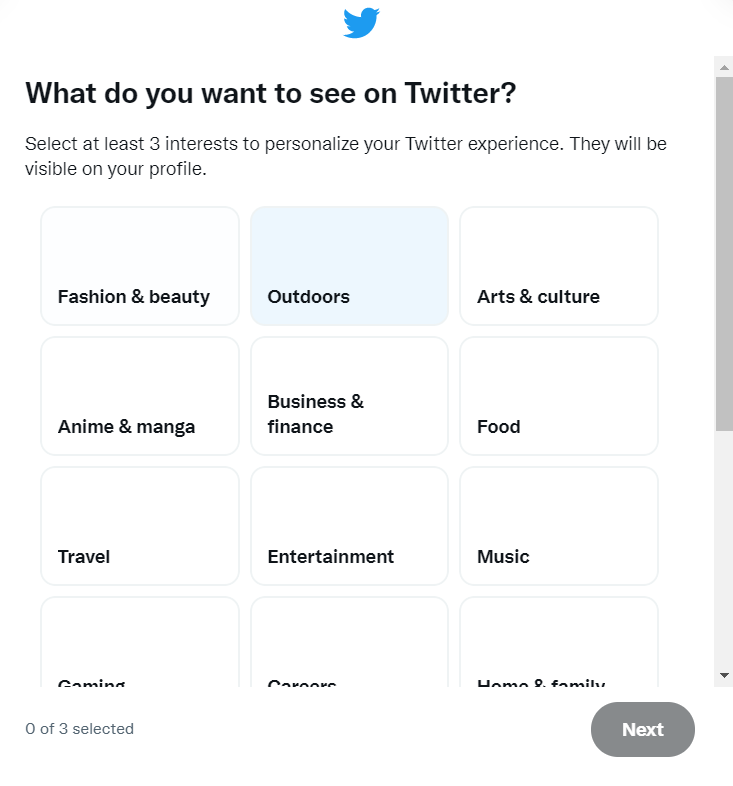 What do you want to see on Twitter?
Select at least 3 interests to personalize your Twitter experience. They will be
visible on your profile.
Fashion & beauty
Outdoors
Arts & culture
Anime & manga
Business &
finance
Food
Travel
Entertainment
Music
Gaming
Careers
Home & family
0 of 3 selected
Next